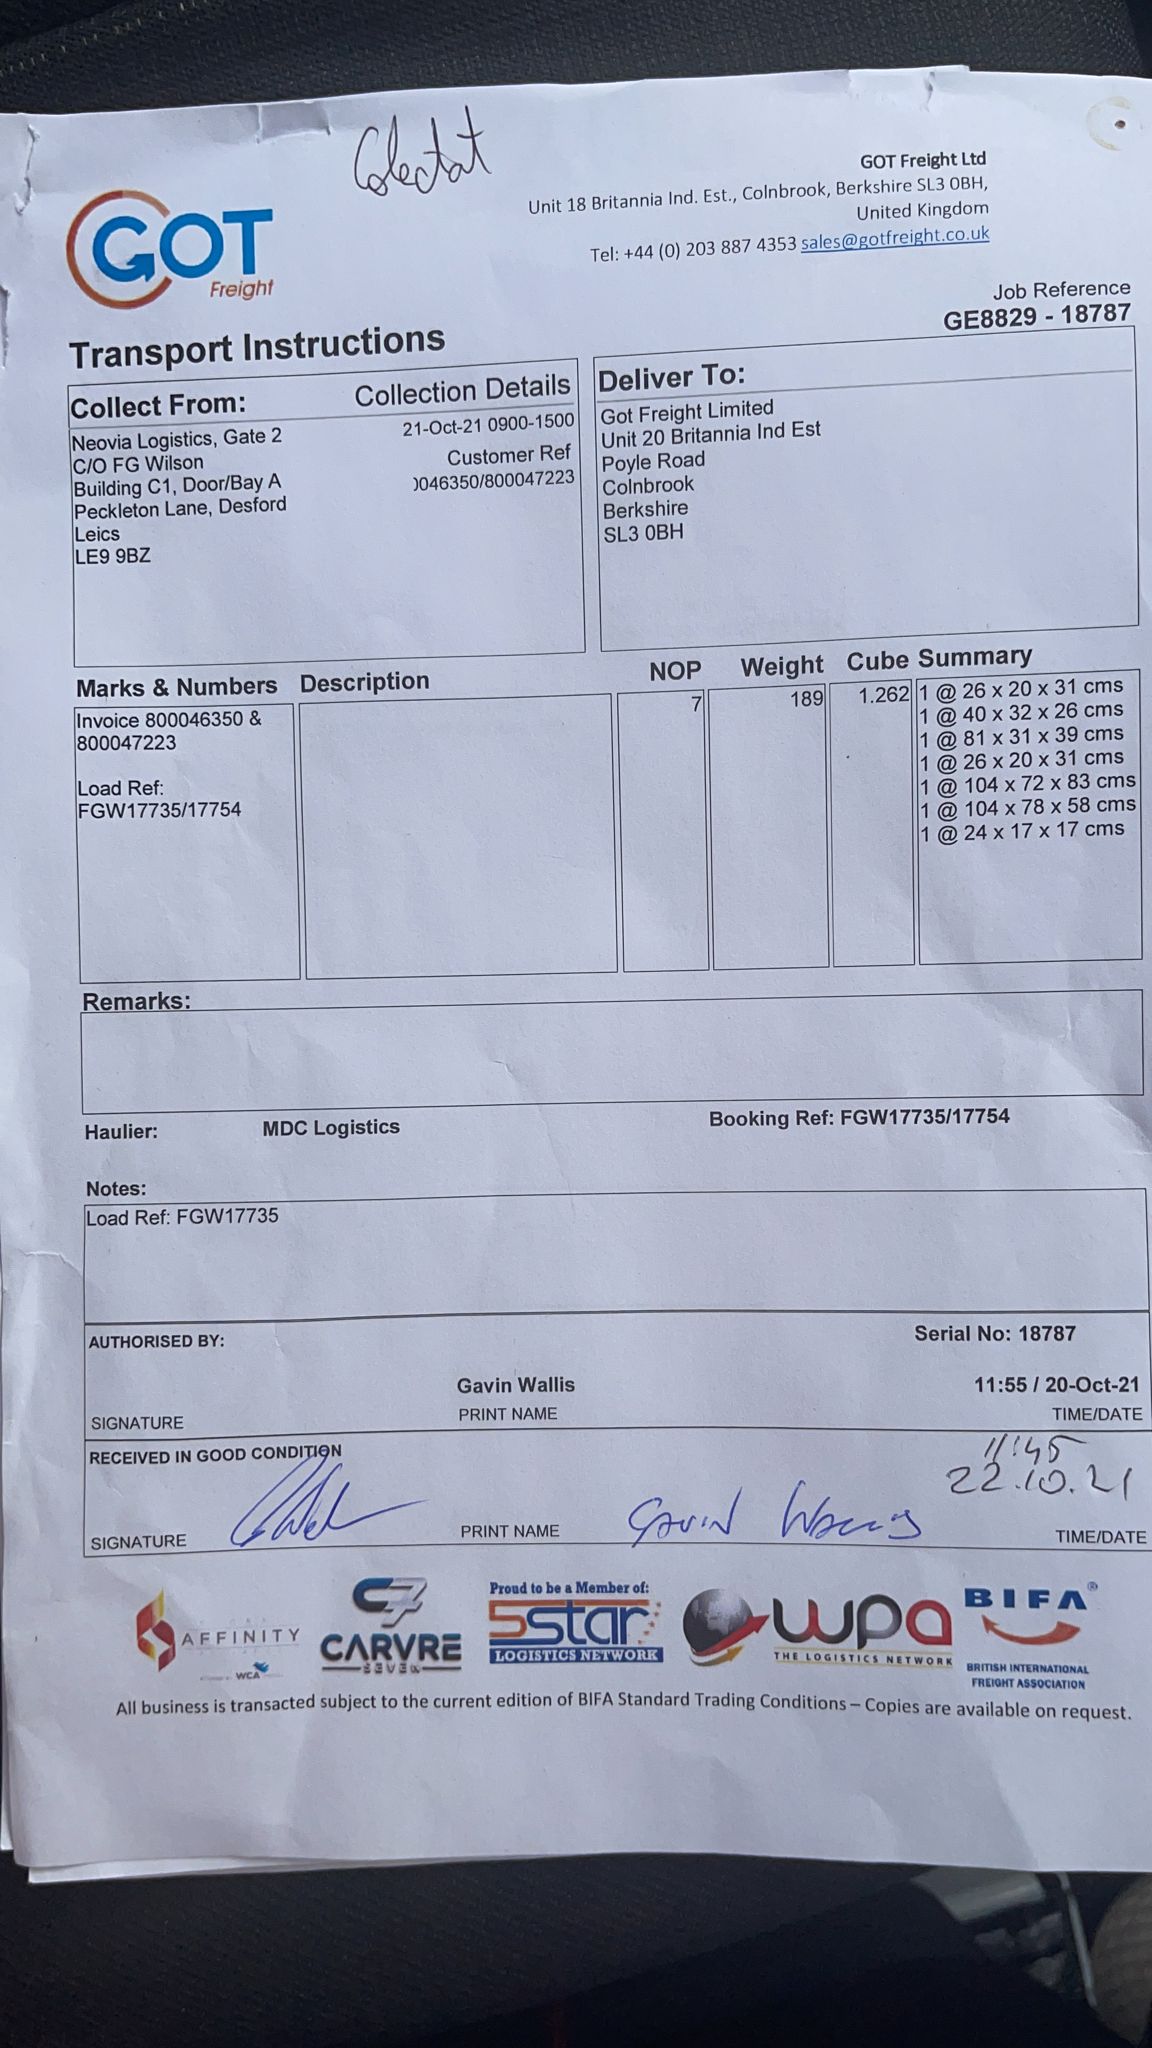 Colectat
GOT
Freight
GOT Freight Ltd
Unit 18 Britannia Ind. Est., Colnbrook, Berkshire SL3 0BH,
United Kingdom
Tel: +44 (0) 203 887 4353 sales@gotfreight.co.uk
Job Reference
GE8829 - 18787
Transport Instructions
Collect From:
Collection Details
Neovia Logistics, Gate 2
C/O FG Wilson
Building C1, Door/Bay A
Peckleton Lane, Desford
Leics
LE9 9BZ
21-Oct-21 0900-1500
Customer Ref
)046350/800047223
Deliver To:
Got Freight Limited
Unit 20 Britannia Ind Est
Poyle Road
Colnbrook
Berkshire
SL3 0BH
Marks & Numbers Description NOP Weight Cube Summary
Invoice 800046350 &
800047223
Load Ref:
FGW17735/17754
7
189
1.262
1 @ 26 x 20 x 31 cms
1 @ 40 x 32 x 26 cms
1 @ 81 x 31 x 39 cms
1 @ 26 x 20 x 31 cms
1 @ 104 x 72 x 83 cms
1 @ 104 x 78 x 58 cms
1 @ 24 x 17 x 17 cms
Remarks:
Haulier: MDC Logistics Booking Ref: FGW17735/17754
Notes:
Load Ref: FGW17735
AUTHORISED BY: Serial No: 18787
Gavin Wallis 11:55 / 20-Oct-21
SIGNATURE PRINT NAME TIME/DATE
RECEIVED IN GOOD CONDITION 11:45
22.10.21
SIGNATURE PRINT NAME Gavin TIME/DATE
AFFINITY
WCA
C7
CARVRE
SEVEN
Proud to be a Member of:
5star
LOGISTICS NETWORK
wpa
THE LOGISTICS NETWORK
BIFA®
BRITISH INTERNATIONAL
FREIGHT ASSOCIATION
All business is transacted subject to the current edition of BIFA Standard Trading Conditions – Copies are available on request.